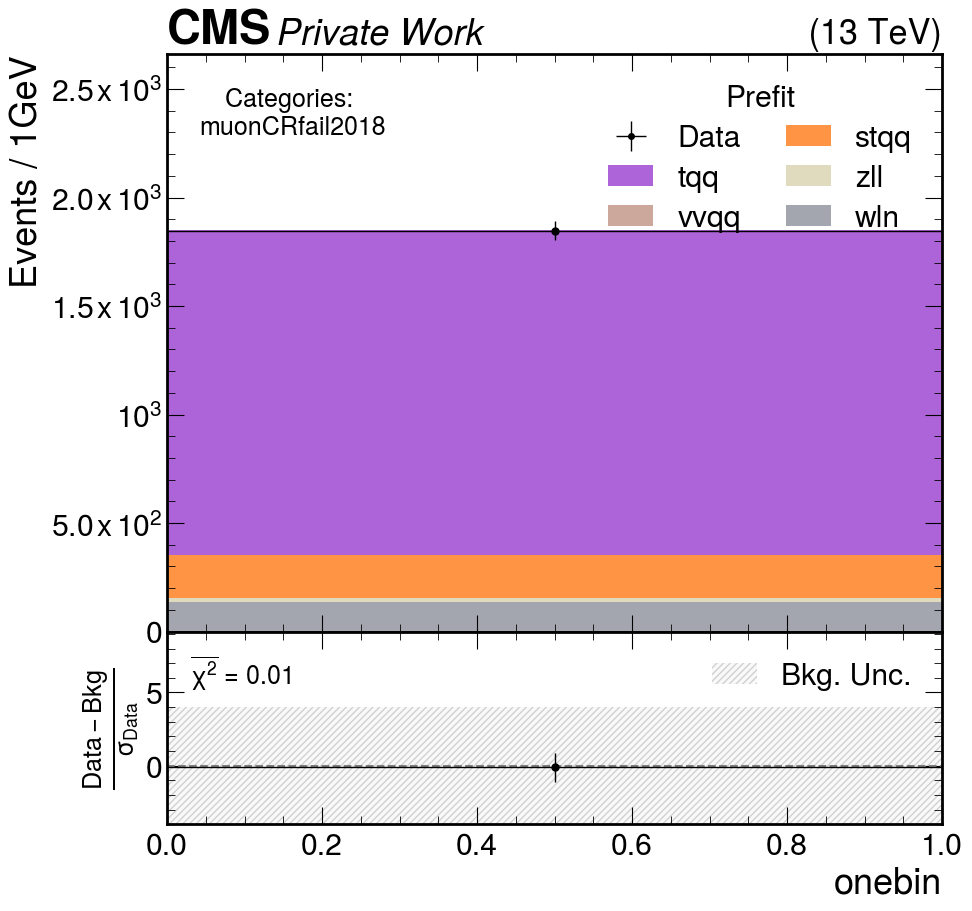 CMS Private Work (13 TeV)
Events / 1GeV
2.5 x 10³
2.0 x 10³
1.5 x 10³
10³
5.0 x 10²
0
Categories:
muonCRfail2018
Prefit
Data
tqq
vvqq
stqq
zll
wln
Data – Bkg
σData
5
0
χ² = 0.01
Bkg. Unc.
0.0 0.2 0.4 0.6 0.8 1.0
onebin